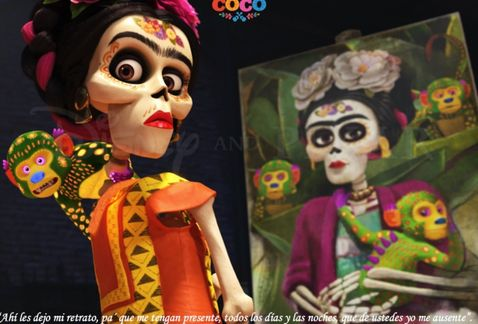 COCO
"Ahí les dejo mi retrato, pa´ que me tengan presente, todos los días y las noches, que de ustedes yo me ausente".